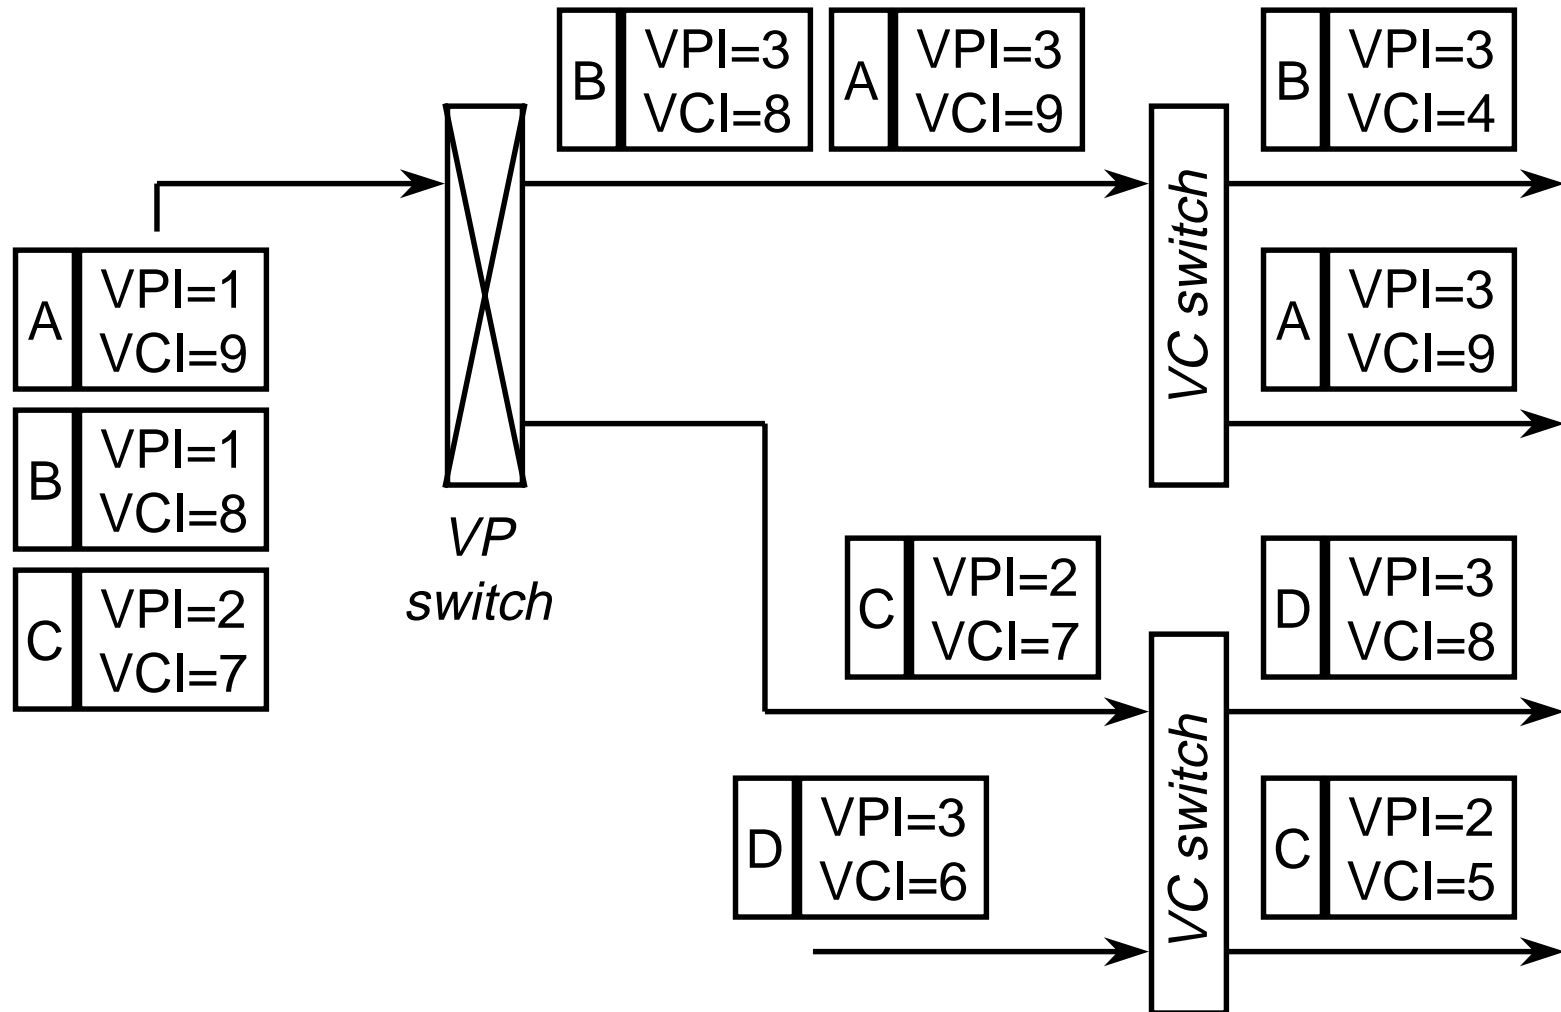 B
VPI=3
VCI=8
A
VPI=3
VCI=9
B
VPI=3
VCI=4
A
VPI=1
VCI=9
B
VPI=1
VCI=8
C
VPI=2
VCI=7
VP
switch
VC switch
A
VPI=3
VCI=9
C
VPI=2
VCI=7
D
VPI=3
VCI=8
D
VPI=3
VCI=6
VC switch
C
VPI=2
VCI=5